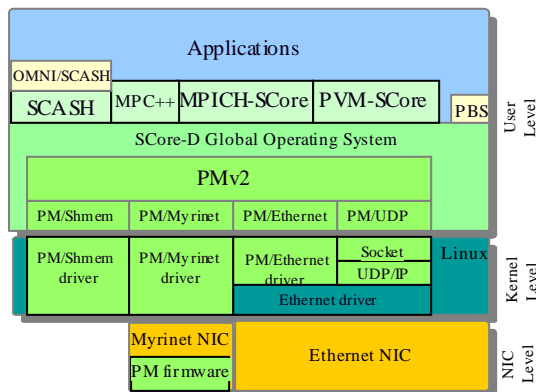 Applications
OMNI/SCASH
SCASH
MPC++
MPICH-SCore
PVM-SCore
PBS
User
Level
SCore-D Global Operating System
PMv2
PM/Shmem
PM/Myrinet
PM/Ethernet
PM/UDP
PM/Shmem
driver
PM/Myrinet
driver
PM/Ethernet
driver
Socket
UDP/IP
Linux
Ethernet driver
Kernel
Level
Myrinet NIC
PM firmware
Ethernet NIC
NIC
Level